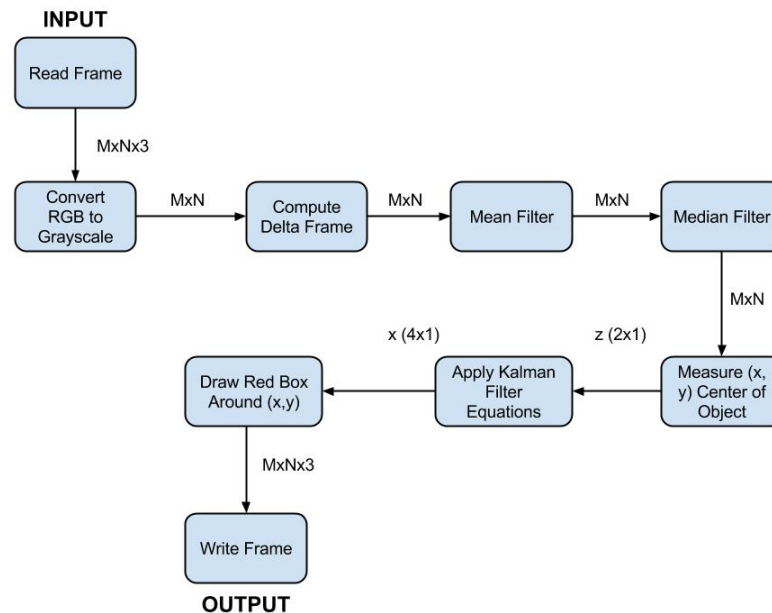 INPUT
Read Frame
MxNx3
Convert
RGB to
Grayscale
MxN
Compute
Delta Frame
MxN
Mean Filter
MxN
Median Filter
MxN
Measure (x,
y) Center of
Object
z (2x1)
Apply Kalman
Filter
Equations
x (4x1)
Draw Red Box
Around (x,y)
MxNx3
Write Frame
OUTPUT